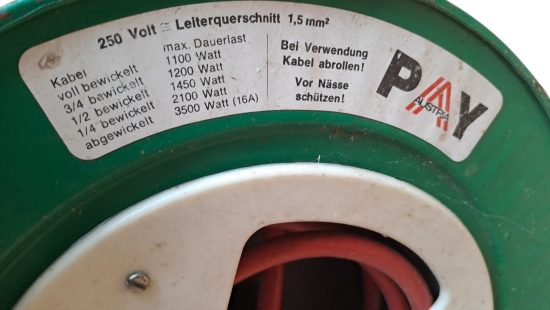 250 Volt ≅ Leiterquerschnitt 1,5 mm²
Kabel max. Dauerlast
voll bewickelt 1100 Watt
3/4 bewickelt 1200 Watt
1/2 bewickelt 1450 Watt
1/4 bewickelt 2100 Watt
abgewickelt 3500 Watt (16A)
Bei Verwendung
Kabel abrollen!
Vor Nässe
schützen!
PAY
AUSTRIA